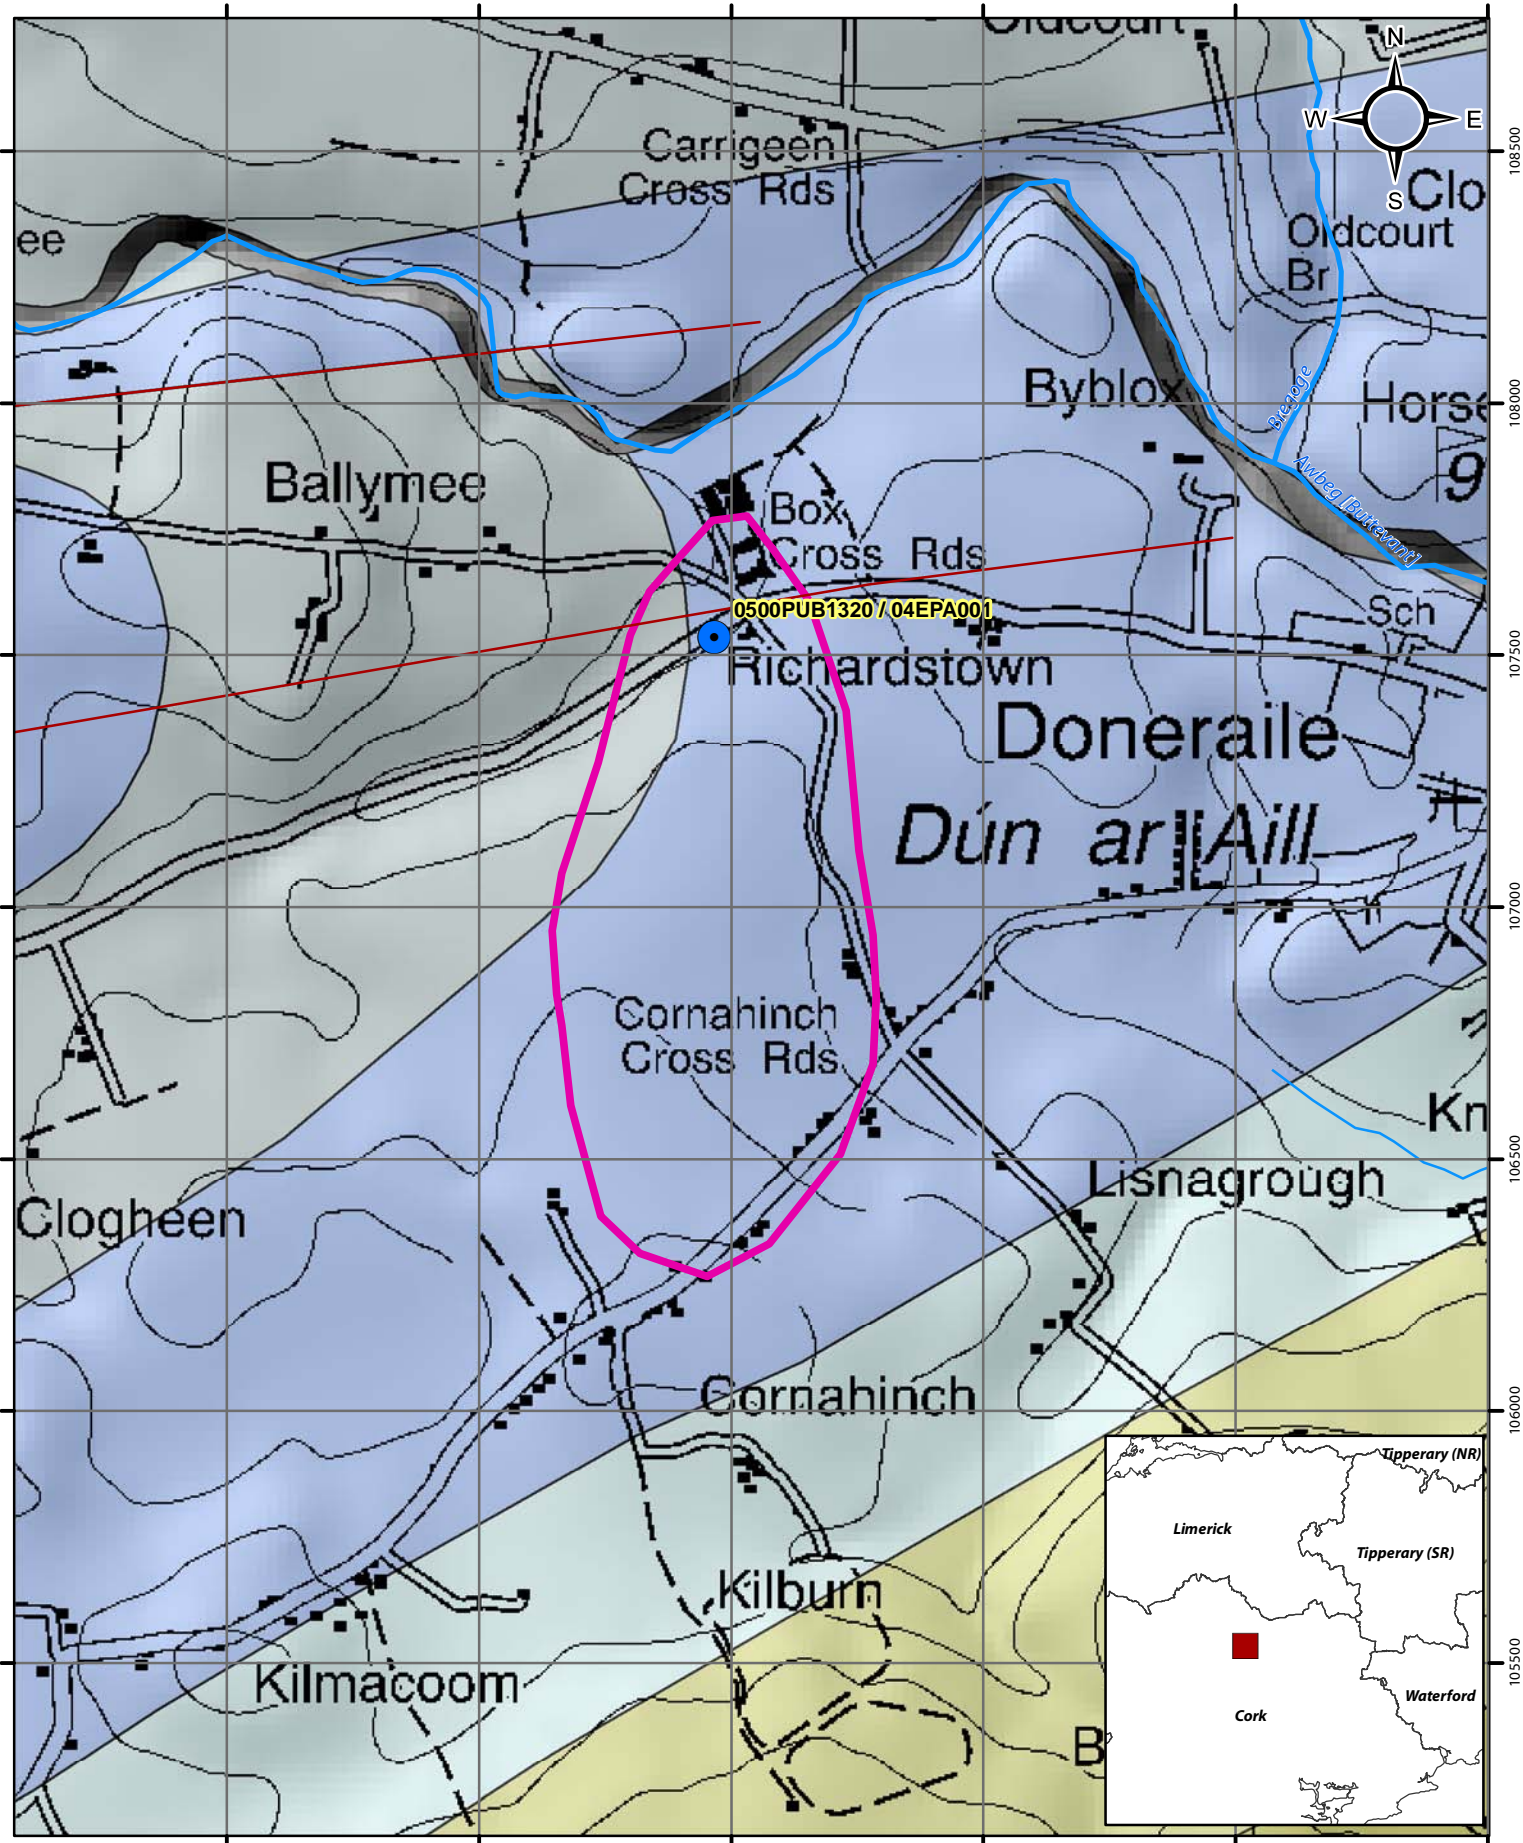 Oldcourt
N
W
E
S
108500
Carrigeen
Cross Rds
Clo
ee
Oldcourt
Br
Byblox
Bregoge
Horse
108000
Awbeg [Buttevant]
9
Ballymee
Box
Cross Rds
0500PUB1320 / 04EPA001
Sch
107500
Richardstown
Doneraile
Dún ar Aill
107000
Cornahinch
Cross Rds
Kn
106500
Lisnagrough
Clogheen
Cornahinch
106000
Tipperary (NR)
Limerick
Tipperary (SR)
Kilburn
105500
Kilmacoom
Waterford
Cork
B